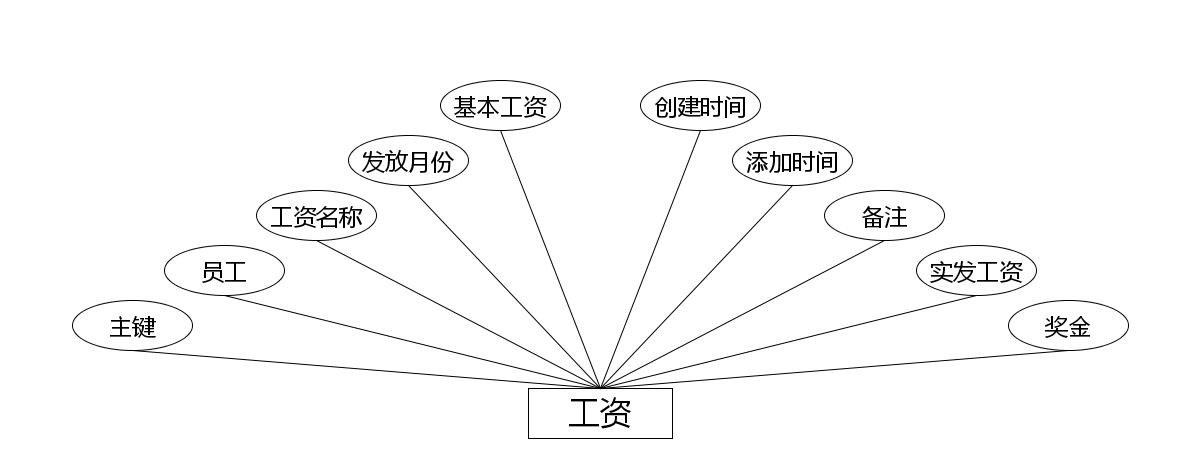 基本工资
创建时间
发放月份
添加时间
工资名称
备注
员工
实发工资
主键
奖金
工资